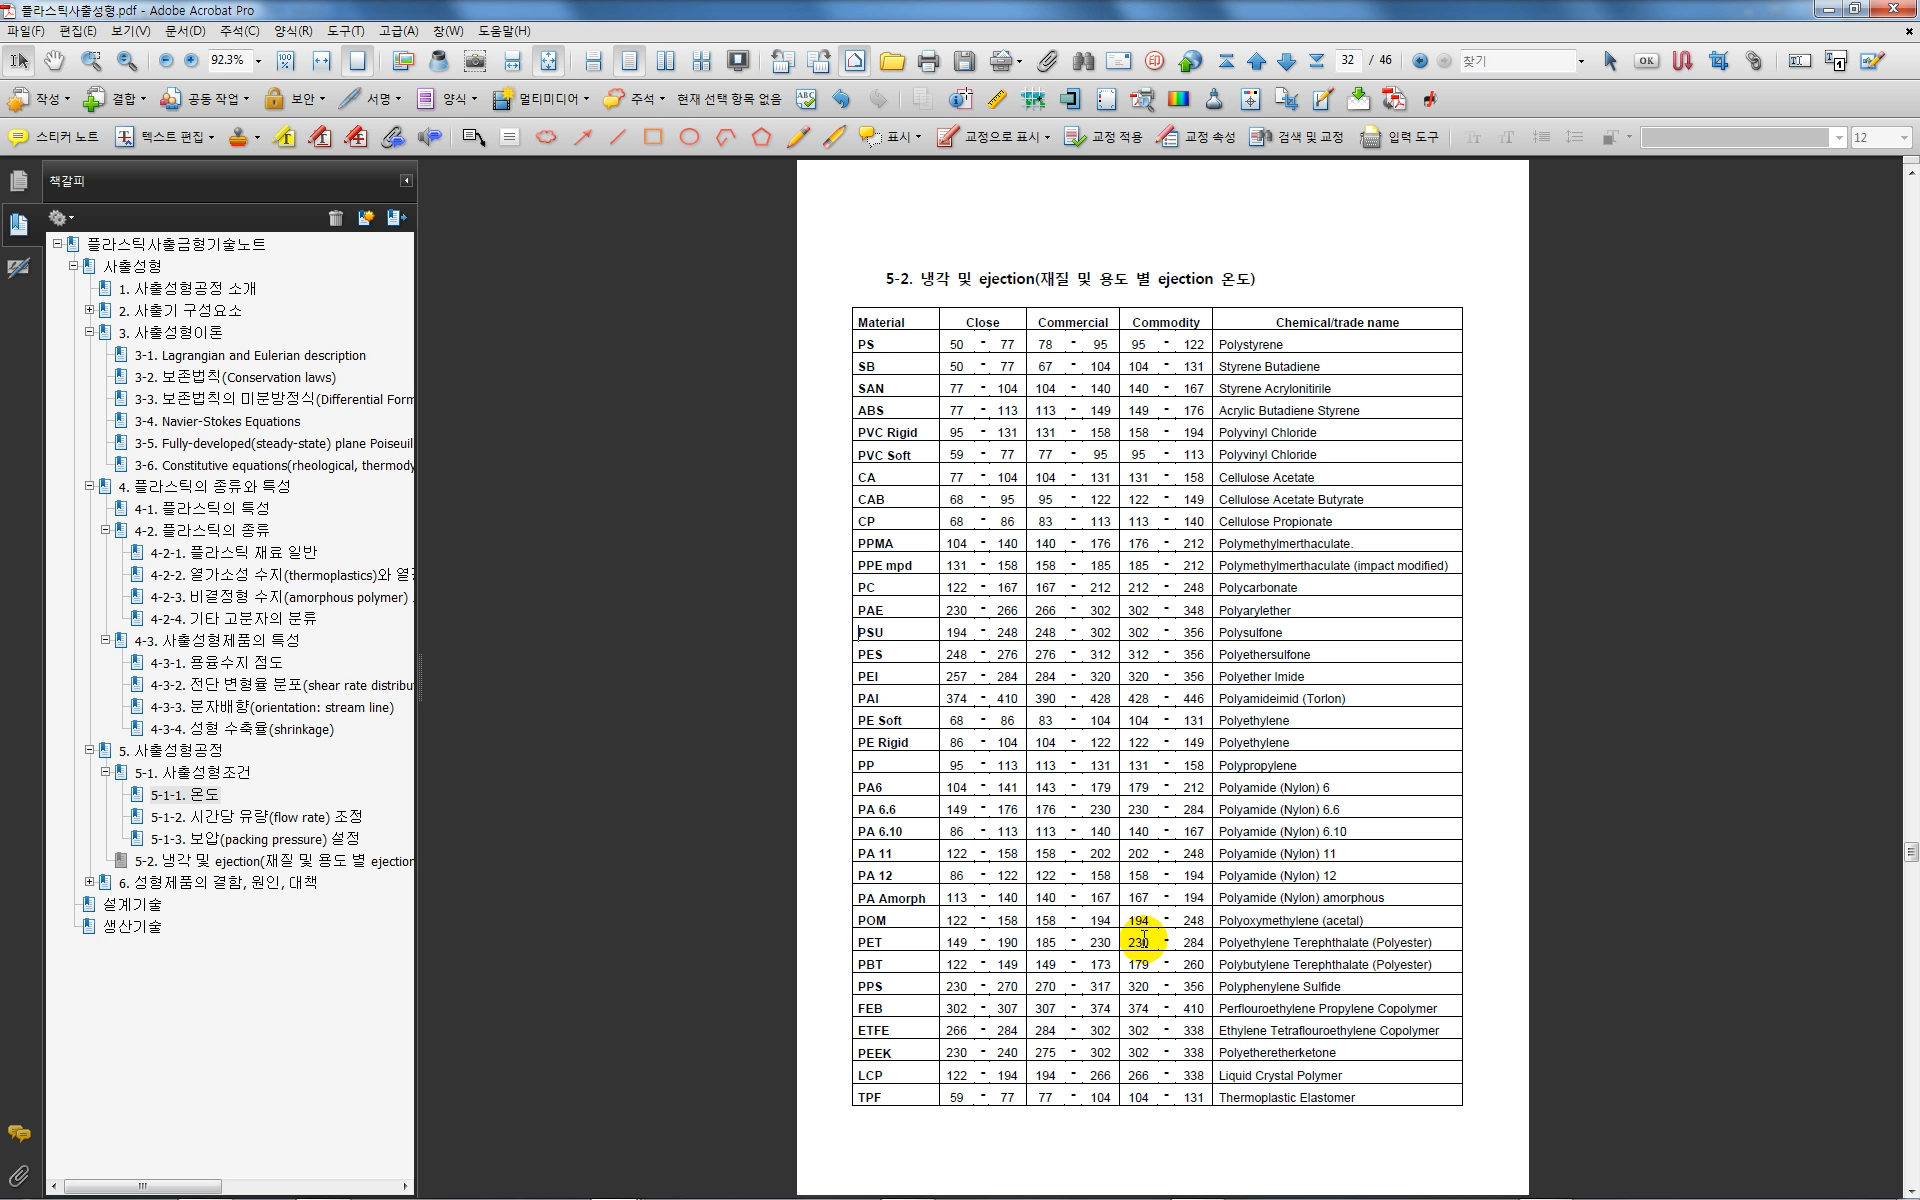 플라스틱사출성형.pdf - Adobe Acrobat Pro
파일(F) 편집(E) 보기(V) 문서(D) 주석(C) 양식(R) 도구(T) 고급(A) 창(W) 도움말(H)
92.3% 32 / 46 찾기
작성 결합 공동 작업 보안 서명 양식 멀티미디어 주석 현재 선택 항목 없음
스티커 노트 텍스트 편집 표시 교정으로 표시 교정 적용 교정 속성 검색 및 교정 입력 도구 12
책갈피
플라스틱사출금형기술노트
사출성형
1. 사출성형공정 소개
2. 사출기 구성요소
3. 사출성형이론
3-1. Lagrangian and Eulerian description
3-2. 보존법칙(Conservation laws)
3-3. 보존법칙의 미분방정식(Differential Form
3-4. Navier-Stokes Equations
3-5. Fully-developed(steady-state) plane Poiseuil
3-6. Constitutive equations(rheological, thermody
4. 플라스틱의 종류와 특성
4-1. 플라스틱의 특성
4-2. 플라스틱의 종류
4-2-1. 플라스틱 재료 일반
4-2-2. 열가소성 수지(thermoplastics)와 열
4-2-3. 비결정형 수지(amorphous polymer)
4-2-4. 기타 고분자의 분류
4-3. 사출성형제품의 특성
4-3-1. 용융수지 점도
4-3-2. 전단 변형율 분포(shear rate distribu
4-3-3. 분자배향(orientation: stream line)
4-3-4. 성형 수축율(shrinkage)
5. 사출성형공정
5-1. 사출성형조건
5-1-1. 온도
5-1-2. 시간당 유량(flow rate) 조정
5-1-3. 보압(packing pressure) 설정
5-2. 냉각 및 ejection(재질 및 용도 별 ejection
6. 성형제품의 결함, 원인, 대책
설계기술
생산기술
5-2. 냉각 및 ejection(재질 및 용도 별 ejection 온도)
Material Close Commercial Commodity Chemical/trade name
PS 50 - 77 78 - 95 95 - 122 Polystyrene
SB 50 - 77 67 - 104 104 - 131 Styrene Butadiene
SAN 77 - 104 104 - 140 140 - 167 Styrene Acrylonitirile
ABS 77 - 113 113 - 149 149 - 176 Acrylic Butadiene Styrene
PVC Rigid 95 - 131 131 - 158 158 - 194 Polyvinyl Chloride
PVC Soft 59 - 77 77 - 95 95 - 113 Polyvinyl Chloride
CA 77 - 104 104 - 131 131 - 158 Cellulose Acetate
CAB 68 - 95 95 - 122 122 - 149 Cellulose Acetate Butyrate
CP 68 - 86 83 - 113 113 - 140 Cellulose Propionate
PPMA 104 - 140 140 - 176 176 - 212 Polymethylmerthaculate.
PPE mpd 131 - 158 158 - 185 185 - 212 Polymethylmerthaculate (impact modified)
PC 122 - 167 167 - 212 212 - 248 Polycarbonate
PAE 230 - 266 266 - 302 302 - 348 Polyarylether
PSU 194 - 248 248 - 302 302 - 356 Polysulfone
PES 248 - 276 276 - 312 312 - 356 Polyethersulfone
PEI 257 - 284 284 - 320 320 - 356 Polyether Imide
PAI 374 - 410 390 - 428 428 - 446 Polyamideimid (Torlon)
PE Soft 68 - 86 83 - 104 104 - 131 Polyethylene
PE Rigid 86 - 104 104 - 122 122 - 149 Polyethylene
PP 95 - 113 113 - 131 131 - 158 Polypropylene
PA6 104 - 141 143 - 179 179 - 212 Polyamide (Nylon) 6
PA 6.6 149 - 176 176 - 230 230 - 284 Polyamide (Nylon) 6.6
PA 6.10 86 - 113 113 - 140 140 - 167 Polyamide (Nylon) 6.10
PA 11 122 - 158 158 - 202 202 - 248 Polyamide (Nylon) 11
PA 12 86 - 122 122 - 158 158 - 194 Polyamide (Nylon) 12
PA Amorph 113 - 140 140 - 167 167 - 194 Polyamide (Nylon) amorphous
POM 122 - 158 158 - 194 194 - 248 Polyoxymethylene (acetal)
PET 149 - 190 185 - 230 230 - 284 Polyethylene Terephthalate (Polyester)
PBT 122 - 149 149 - 173 179 - 260 Polybutylene Terephthalate (Polyester)
PPS 230 - 270 270 - 317 320 - 356 Polyphenylene Sulfide
FEB 302 - 307 307 - 374 374 - 410 Perflouroethylene Propylene Copolymer
ETFE 266 - 284 284 - 302 302 - 338 Ethylene Tetraflouroethylene Copolymer
PEEK 230 - 240 275 - 302 302 - 338 Polyetheretherketone
LCP 122 - 194 194 - 266 266 - 338 Liquid Crystal Polymer
TPF 59 - 77 77 - 104 104 - 131 Thermoplastic Elastomer